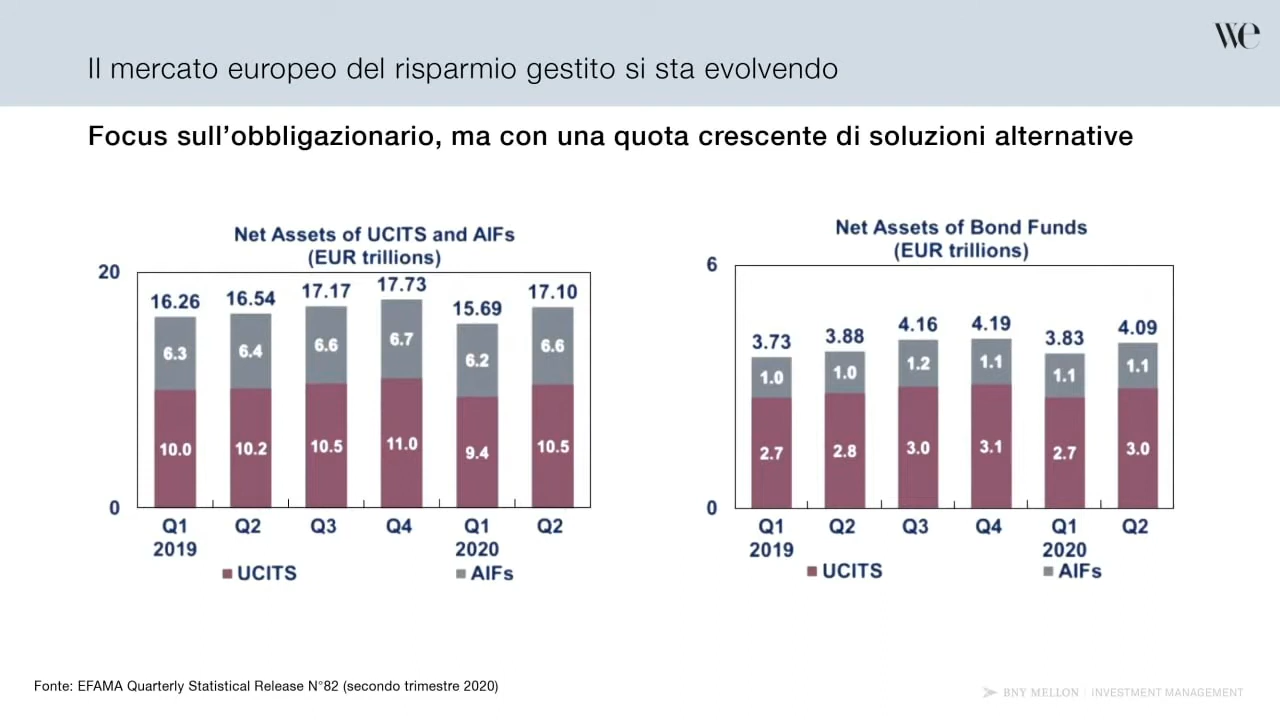 we
Il mercato europeo del risparmio gestito si sta evolvendo
Focus sull’obbligazionario, ma con una quota crescente di soluzioni alternative
Net Assets of UCITS and AIFs
(EUR trillions)
20
16.26 16.54 17.17 17.73 15.69 17.10
6.3 6.4 6.6 6.7 6.2 6.6
10.0 10.2 10.5 11.0 9.4 10.5
0
Q1 Q2 Q3 Q4 Q1 Q2
2019 2020
UCITS AIFs
Net Assets of Bond Funds
(EUR trillions)
6
3.73 3.88 4.16 4.19 3.83 4.09
1.0 1.0 1.2 1.1 1.1 1.1
2.7 2.8 3.0 3.1 2.7 3.0
0
Q1 Q2 Q3 Q4 Q1 Q2
2019 2020
UCITS AIFs
Fonte: EFAMA Quarterly Statistical Release N°82 (secondo trimestre 2020)
BNY MELLON | INVESTMENT MANAGEMENT